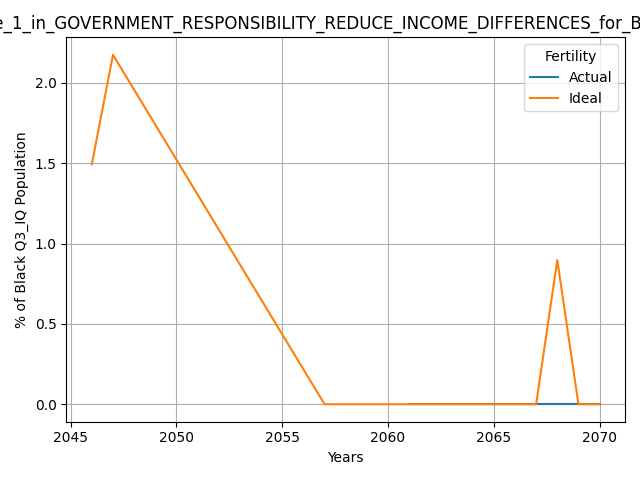 e_1_in_GOVERNMENT_RESPONSIBILITY_REDUCE_INCOME_DIFFERENCES_for_B
Fertility
Actual
Ideal
% of Black Q3_IQ Population
2.0
1.5
1.0
0.5
0.0
2045 2050 2055 2060 2065 2070
Years